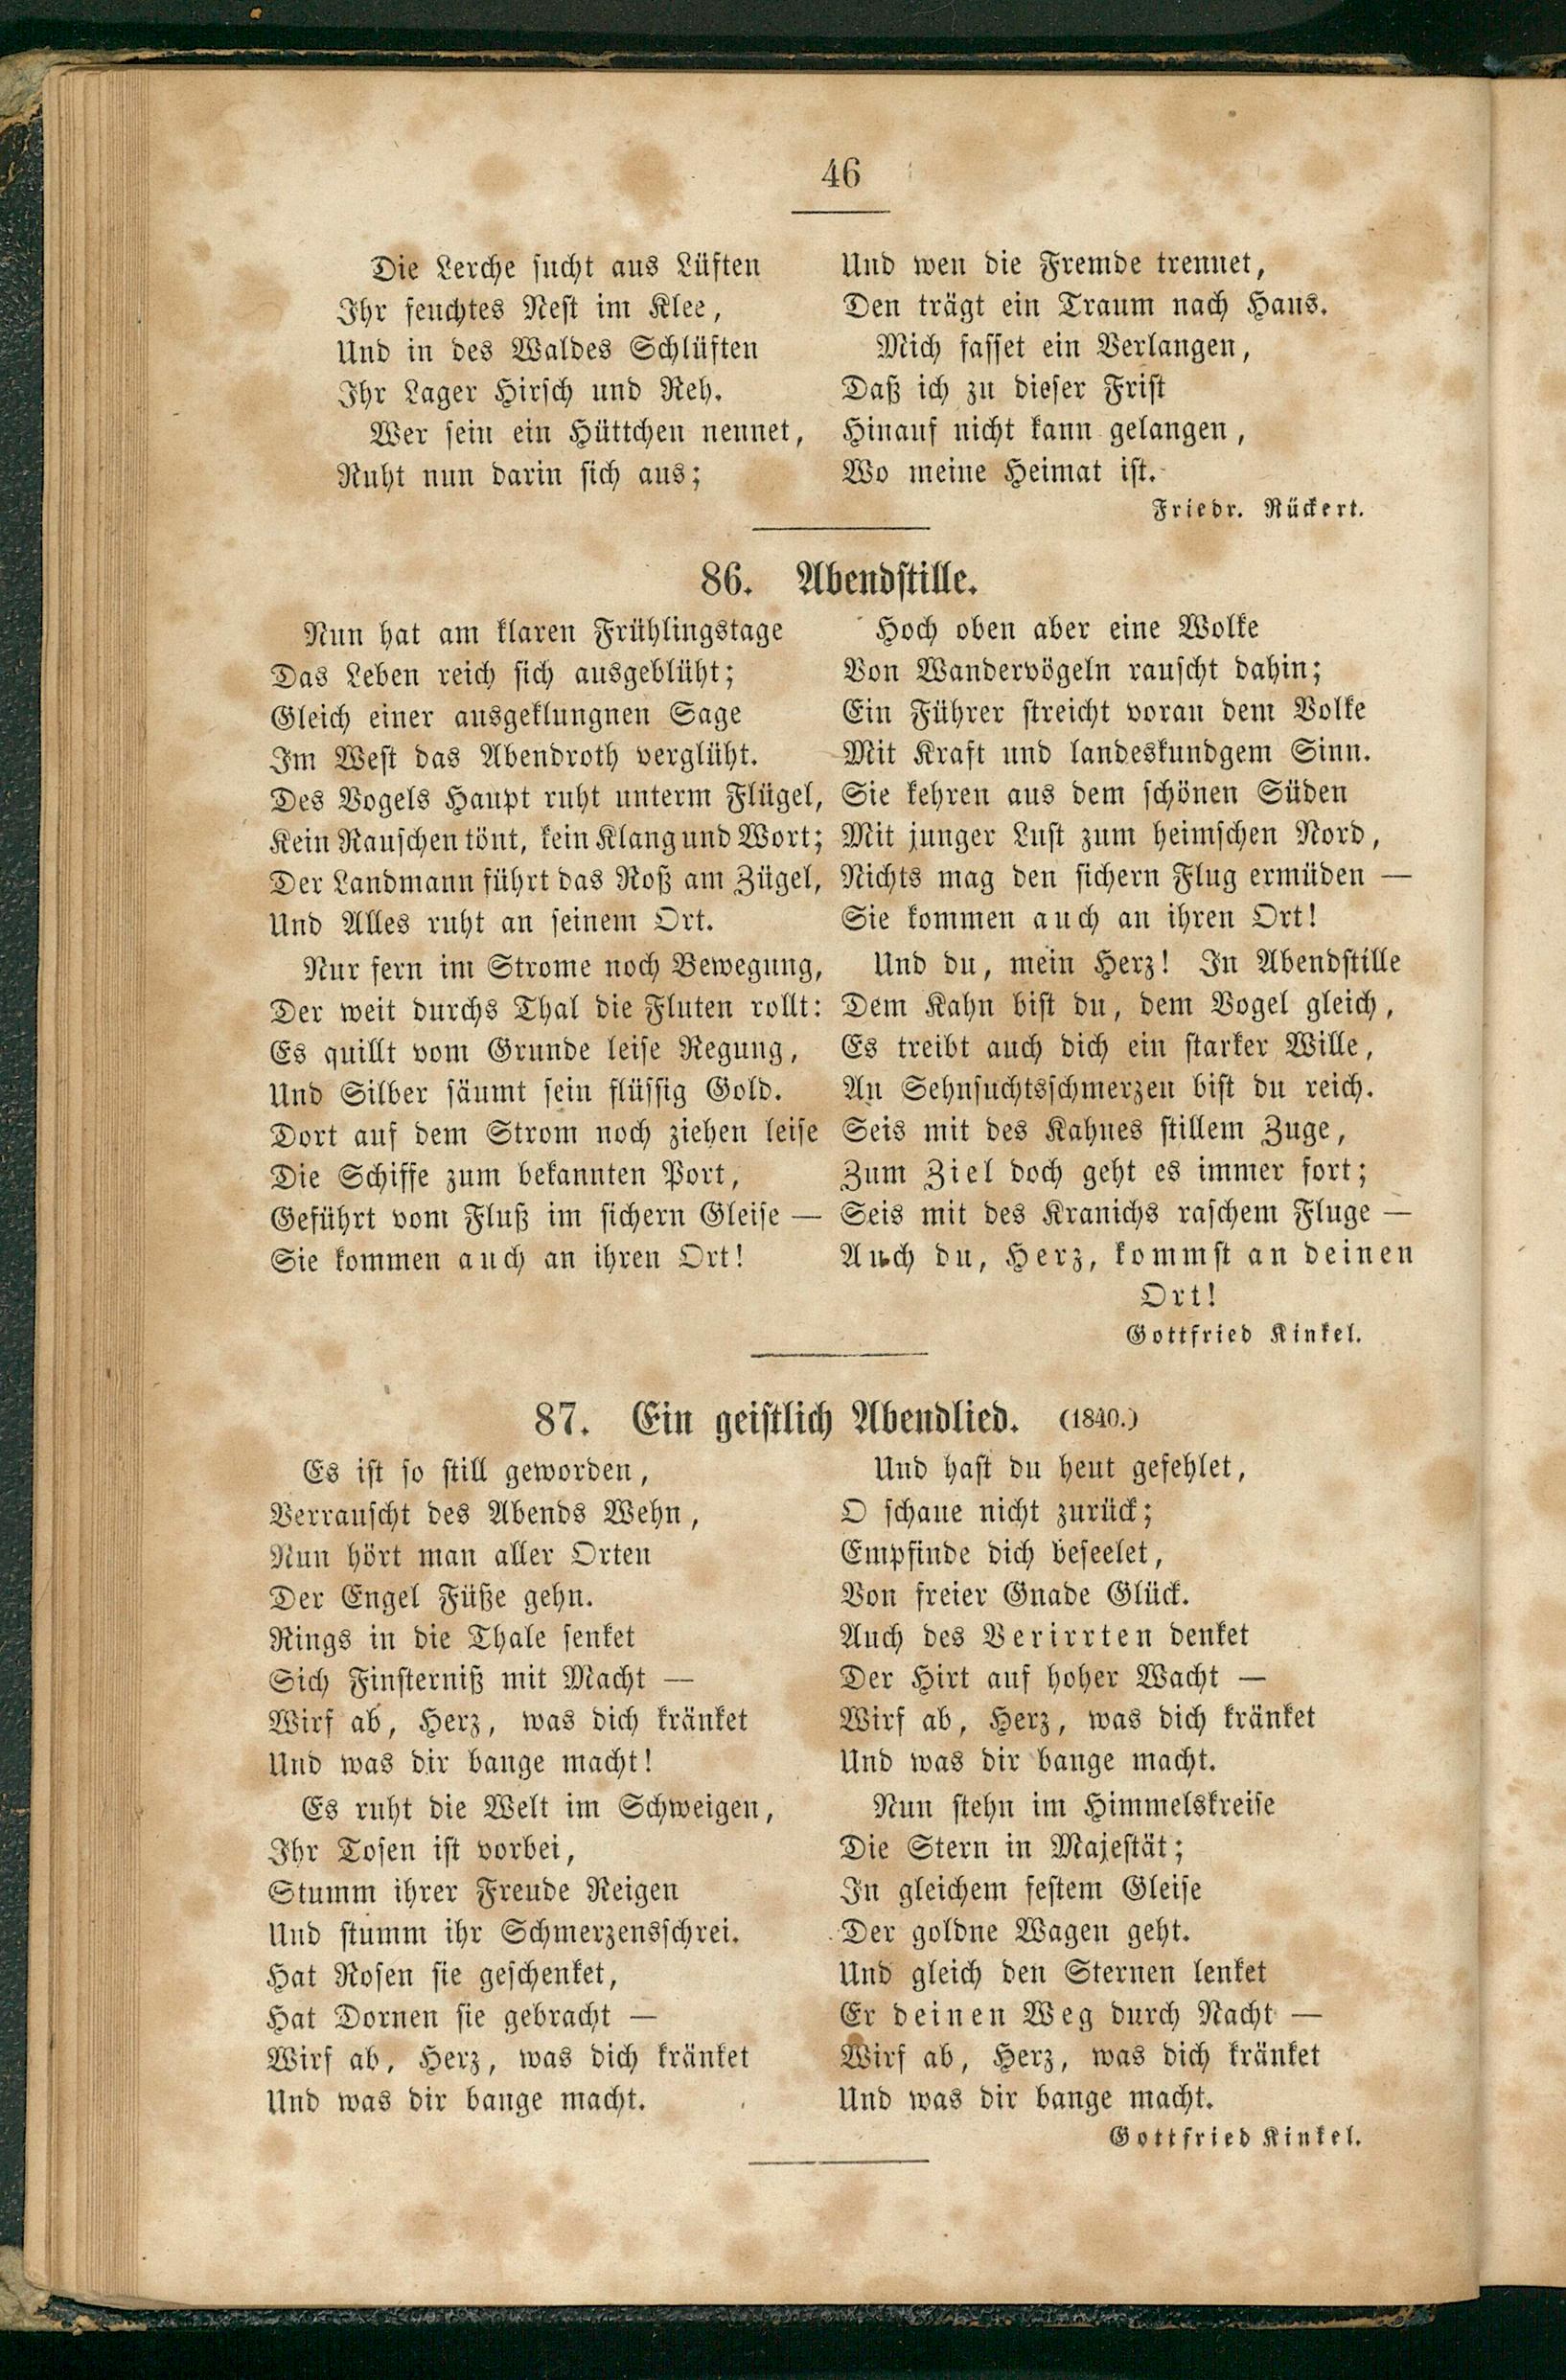 46
Die Lerche sucht aus Lüften
Ihr feuchtes Nest im Klee,
Und in des Waldes Schlüften
Ihr Lager Hirsch und Reh.
Wer sein ein Hüttchen nennet,
Ruht nun darin sich aus;
Und wen die Fremde trennet,
Den trägt ein Traum nach Haus.
Mich fasset ein Verlangen,
Daß ich zu dieser Frist
Hinauf nicht kann gelangen,
Wo meine Heimat ist.
Friedr. Rückert.
86. Abendstille.
Nun hat am klaren Frühlingstage
Das Leben reich sich ausgeblüht;
Gleich einer ausgeklungnen Sage
Im West das Abendroth verglüht.
Des Vogels Haupt ruht unterm Flügel,
Kein Rauschen tönt, kein Klang und Wort;
Der Landmann führt das Roß am Zügel,
Und Alles ruht an seinem Ort.
Nur fern im Strome noch Bewegung,
Der weit durchs Thal die Fluten rollt:
Es quillt vom Grunde leise Regung,
Und Silber säumt sein flüssig Gold.
Dort auf dem Strom noch ziehen leise
Die Schiffe zum bekannten Port,
Geführt vom Fluß im sichern Gleise —
Sie kommen auch an ihren Ort!
Hoch oben aber eine Wolke
Von Wandervögeln rauscht dahin;
Ein Führer streicht voran dem Volke
Mit Kraft und landeskundgem Sinn.
Sie kehren aus dem schönen Süden
Mit junger Lust zum heimschen Nord,
Nichts mag den sichern Flug ermüden —
Sie kommen auch an ihren Ort!
Und du, mein Herz! In Abendstille
Dem Kahn bist du, dem Vogel gleich,
Es treibt auch dich ein starker Wille,
An Sehnsuchtsschmerzen bist du reich.
Seis mit des Kahnes stillem Zuge,
Zum Ziel doch geht es immer fort;
Seis mit des Kranichs raschem Fluge —
Auch du, Herz, kommst an deinen
Ort!
Gottfried Kinkel.
87. Ein geistlich Abendlied. (1840.)
Es ist so still geworden,
Verrauscht des Abends Wehn,
Nun hört man aller Orten
Der Engel Füße gehn.
Rings in die Thale senket
Sich Finsterniß mit Macht —
Wirf ab, Herz, was dich kränket
Und was dir bange macht!
Es ruht die Welt im Schweigen,
Ihr Tosen ist vorbei,
Stumm ihrer Freude Reigen
Und stumm ihr Schmerzensschrei.
Hat Rosen sie geschenket,
Hat Dornen sie gebracht —
Wirf ab, Herz, was dich kränket
Und was dir bange macht.
Und hast du heut gefehlet,
O schaue nicht zurück;
Empfinde dich beseelet,
Von freier Gnade Glück.
Auch des Verirrten denket
Der Hirt auf hoher Wacht —
Wirf ab, Herz, was dich kränket
Und was dir bange macht.
Nun stehn im Himmelskreise
Die Stern in Majestät;
In gleichem festem Gleise
Der goldne Wagen geht.
Und gleich den Sternen lenket
Er deinen Weg durch Nacht —
Wirf ab, Herz, was dich kränket
Und was dir bange macht.
Gottfried Kinkel.